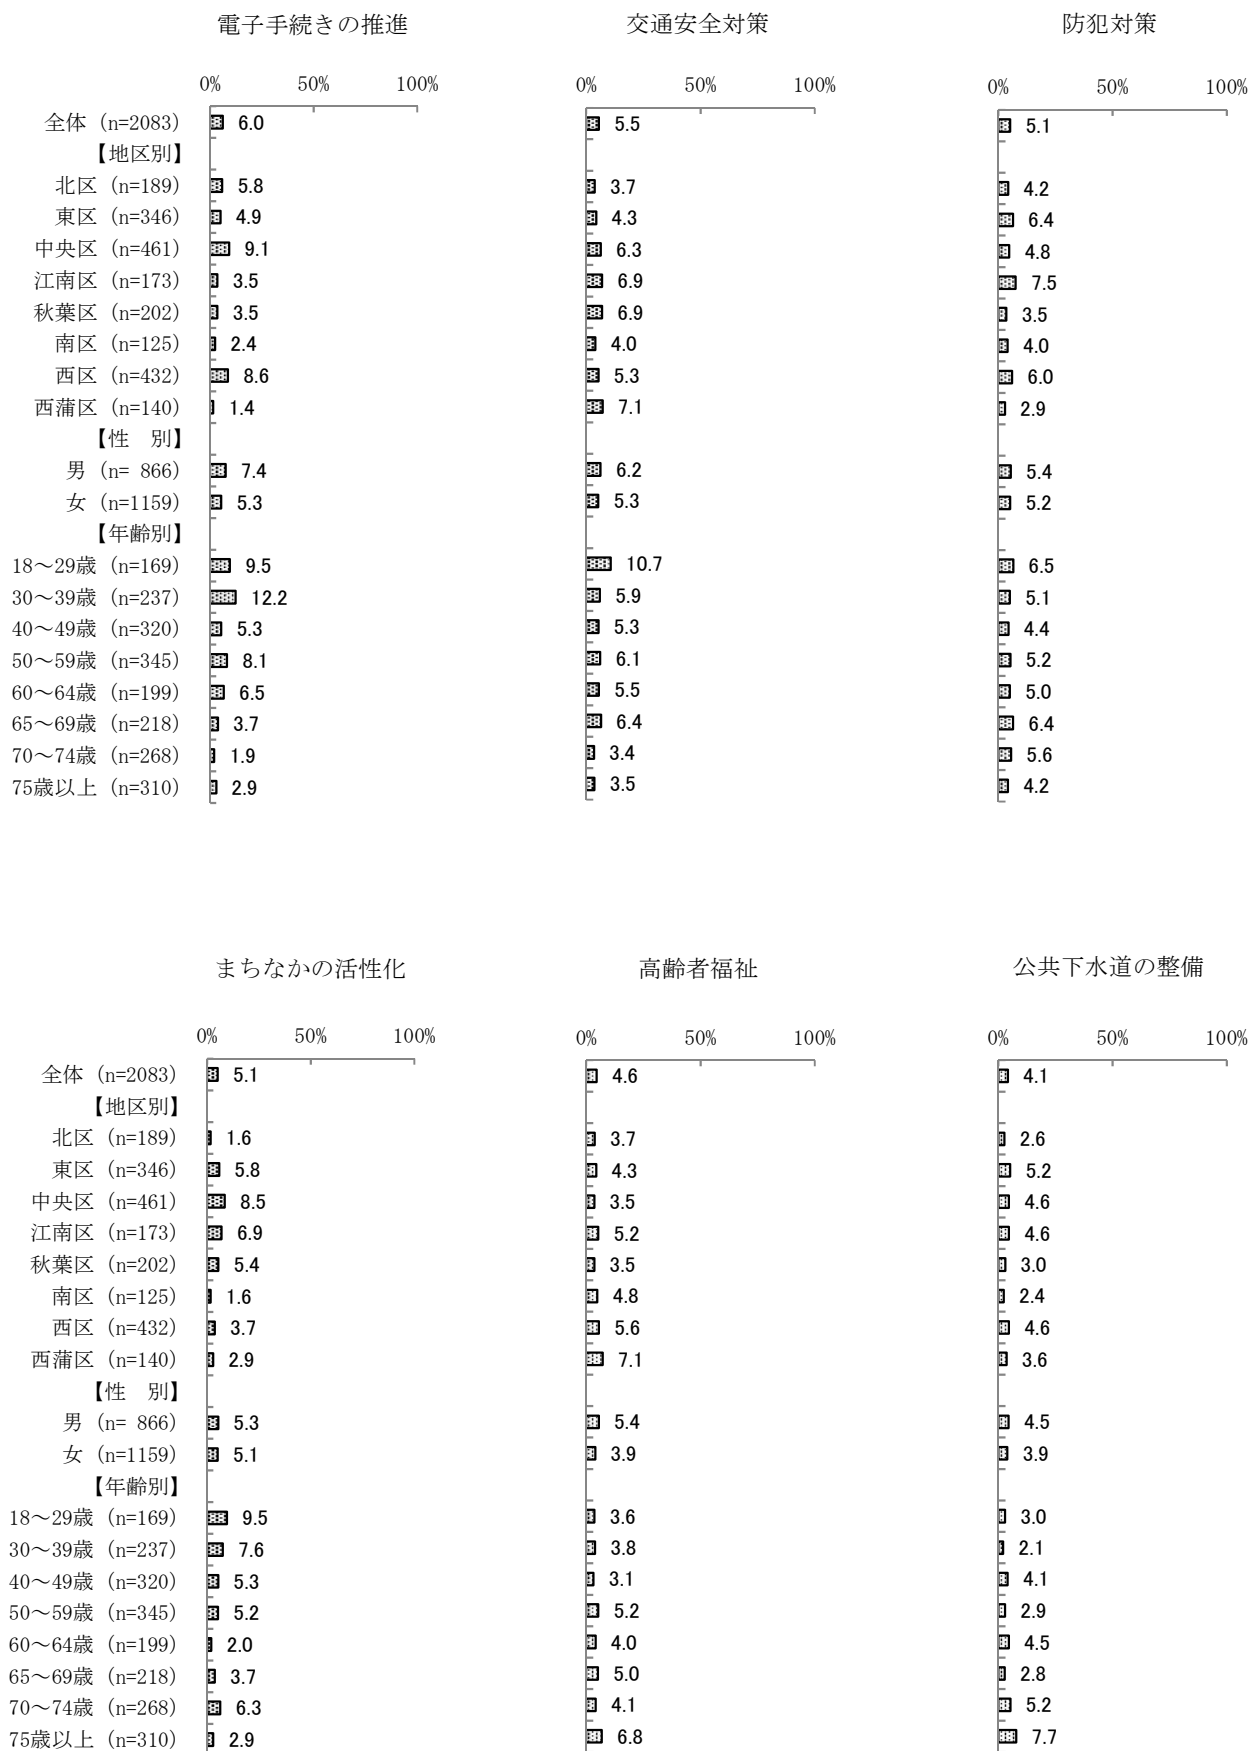 電子手続きの推進 交通安全対策 防犯対策
0% 50% 100% 0% 50% 100% 0% 50% 100%
全体 (n=2083) 6.0 5.5 5.1
【地区別】
北区 (n=189) 5.8 3.7 4.2
東区 (n=346) 4.9 4.3 6.4
中央区 (n=461) 9.1 6.3 4.8
江南区 (n=173) 3.5 6.9 7.5
秋葉区 (n=202) 3.5 6.9 3.5
南区 (n=125) 2.4 4.0 4.0
西区 (n=432) 8.6 5.3 6.0
西蒲区 (n=140) 1.4 7.1 2.9
【性　別】
男 (n= 866) 7.4 6.2 5.4
女 (n=1159) 5.3 5.3 5.2
【年齢別】
18～29歳 (n=169) 9.5 10.7 6.5
30～39歳 (n=237) 12.2 5.9 5.1
40～49歳 (n=320) 5.3 5.3 4.4
50～59歳 (n=345) 8.1 6.1 5.2
60～64歳 (n=199) 6.5 5.5 5.0
65～69歳 (n=218) 3.7 6.4 6.4
70～74歳 (n=268) 1.9 3.4 5.6
75歳以上 (n=310) 2.9 3.5 4.2
まちなかの活性化 高齢者福祉 公共下水道の整備
0% 50% 100% 0% 50% 100% 0% 50% 100%
全体 (n=2083) 5.1 4.6 4.1
【地区別】
北区 (n=189) 1.6 3.7 2.6
東区 (n=346) 5.8 4.3 5.2
中央区 (n=461) 8.5 3.5 4.6
江南区 (n=173) 6.9 5.2 4.6
秋葉区 (n=202) 5.4 3.5 3.0
南区 (n=125) 1.6 4.8 2.4
西区 (n=432) 3.7 5.6 4.6
西蒲区 (n=140) 2.9 7.1 3.6
【性　別】
男 (n= 866) 5.3 5.4 4.5
女 (n=1159) 5.1 3.9 3.9
【年齢別】
18～29歳 (n=169) 9.5 3.6 3.0
30～39歳 (n=237) 7.6 3.8 2.1
40～49歳 (n=320) 5.3 3.1 4.1
50～59歳 (n=345) 5.2 5.2 2.9
60～64歳 (n=199) 2.0 4.0 4.5
65～69歳 (n=218) 3.7 5.0 2.8
70～74歳 (n=268) 6.3 4.1 5.2
75歳以上 (n=310) 2.9 6.8 7.7